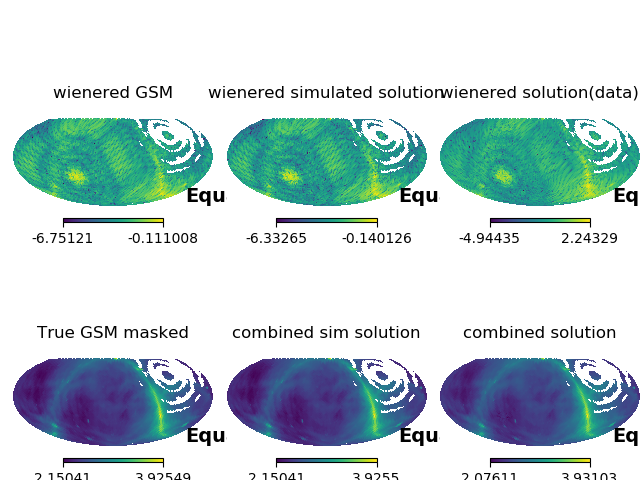 wienered GSM
wienered simulated solution
wienered solution(data)
Equ
Equ
Eq
-6.75121 -0.111008
-6.33265 -0.140126
-4.94435 2.24329
True GSM masked
combined sim solution
combined solution
Equ
Equ
Eq
2.15041 3.92549
2.15041 3.9255
2.07611 3.93103